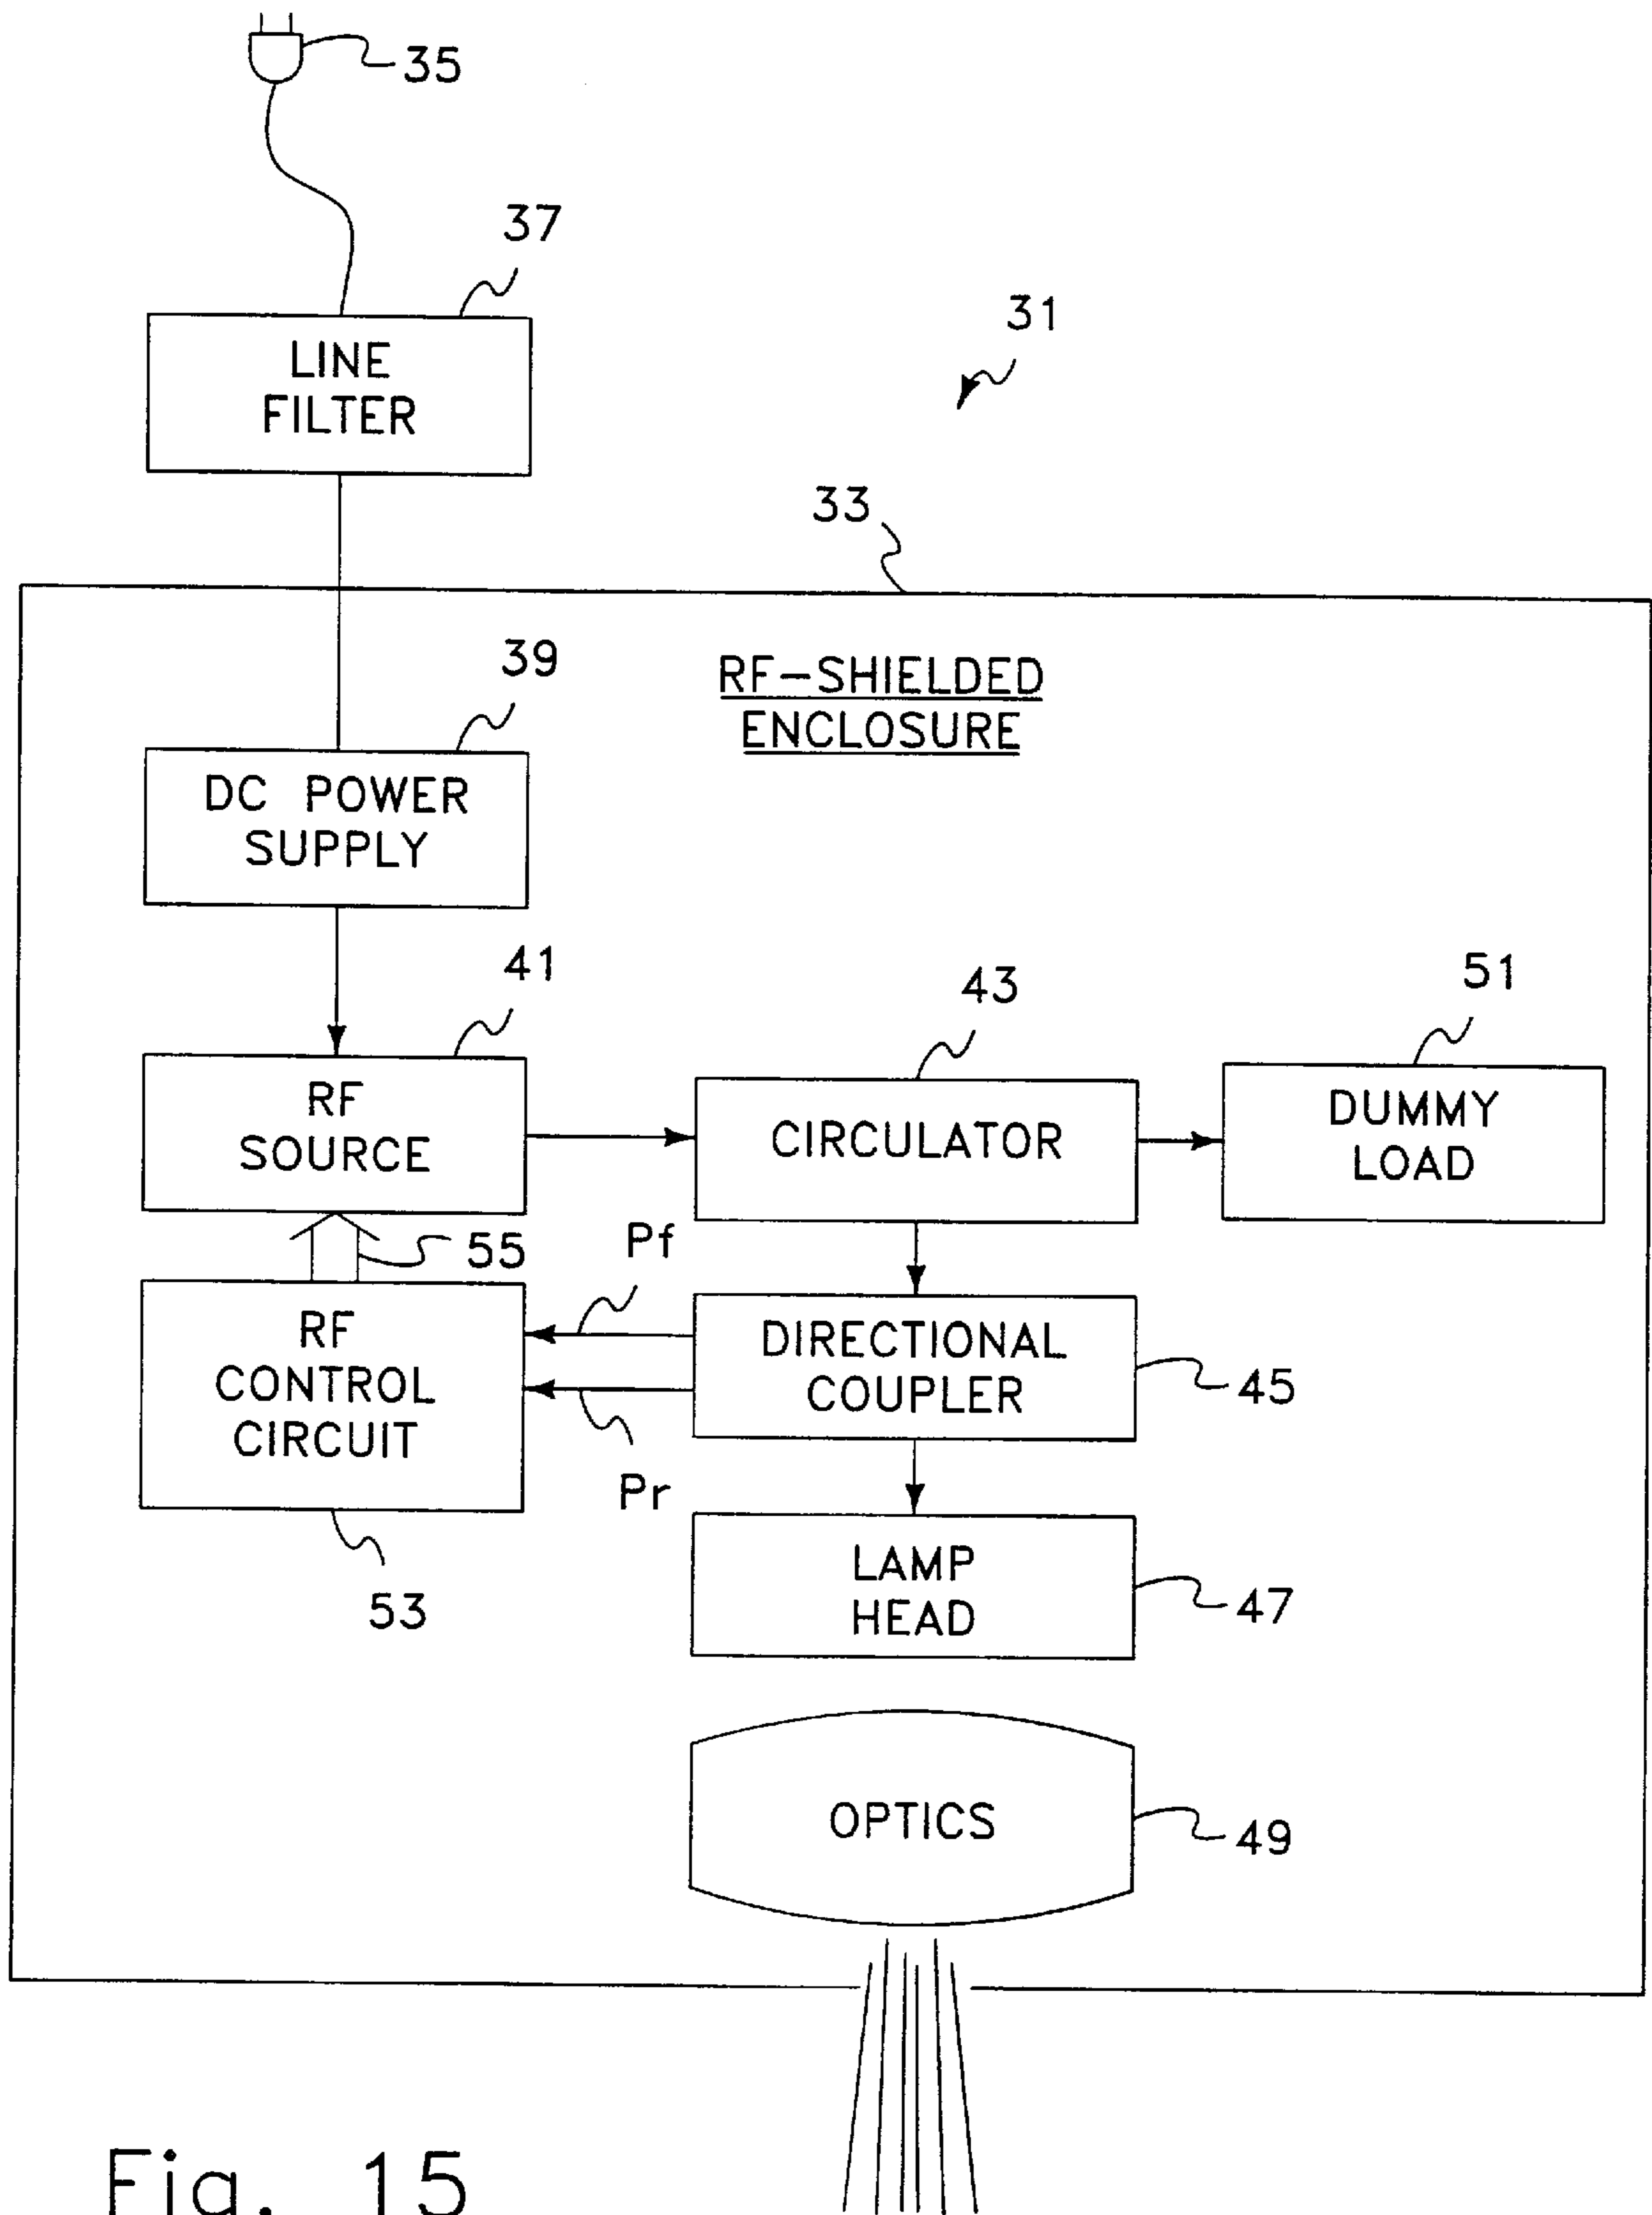 35
37
LINE
FILTER
31
33
RF-SHIELDED
ENCLOSURE
39
DC POWER
SUPPLY
41
43
51
RF
SOURCE
CIRCULATOR
DUMMY
LOAD
55
Pf
RF
CONTROL
CIRCUIT
DIRECTIONAL
COUPLER
45
Pr
53
LAMP
HEAD
47
OPTICS
49
Fig. 15